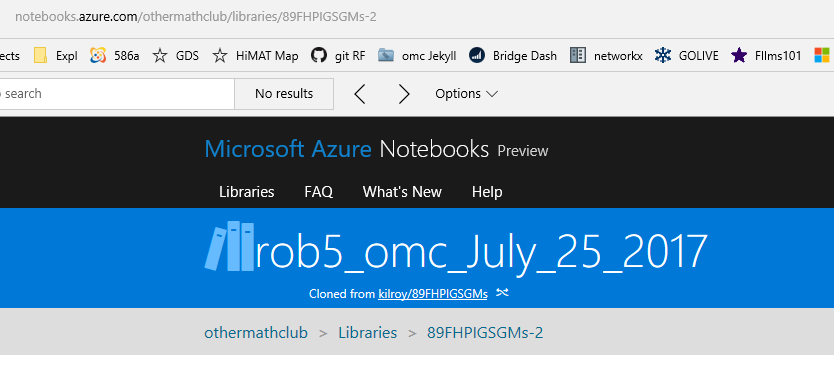 notebooks.azure.com/othermathclub/libraries/89FHPIGSGMs-2
ects Expl 586a GDS HiMAT Map git RF omc Jekyll Bridge Dash networkx GOLIVE FIlms101
o search No results Options
Microsoft Azure Notebooks Preview
Libraries FAQ What's New Help
rob5_omc_July_25_2017
Cloned from kilroy/89FHPIGSGMs
othermathclub > Libraries > 89FHPIGSGMs-2